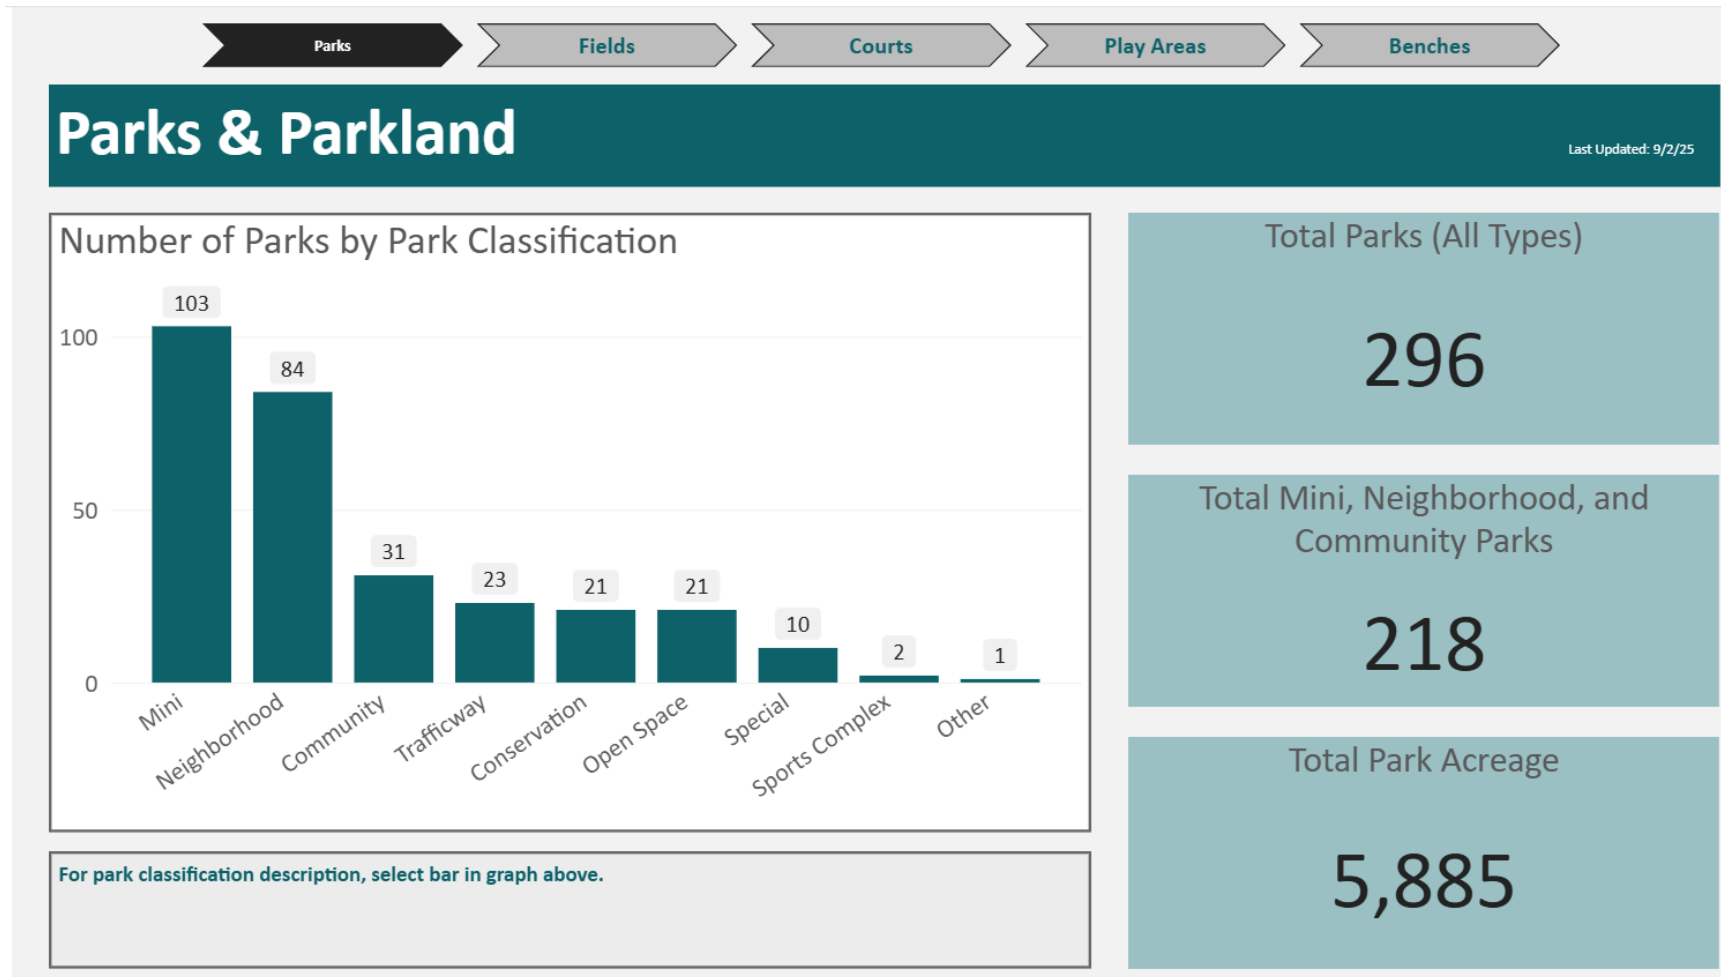 Parks
Fields
Courts
Play Areas
Benches
Parks & Parkland
Last Updated: 9/2/25
Number of Parks by Park Classification
103
84
31
23
21
21
10
2
1
100
50
0
Mini
Neighborhood
Community
Trafficway
Conservation
Open Space
Special
Sports Complex
Other
For park classification description, select bar in graph above.
Total Parks (All Types)
296
Total Mini, Neighborhood, and
Community Parks
218
Total Park Acreage
5,885